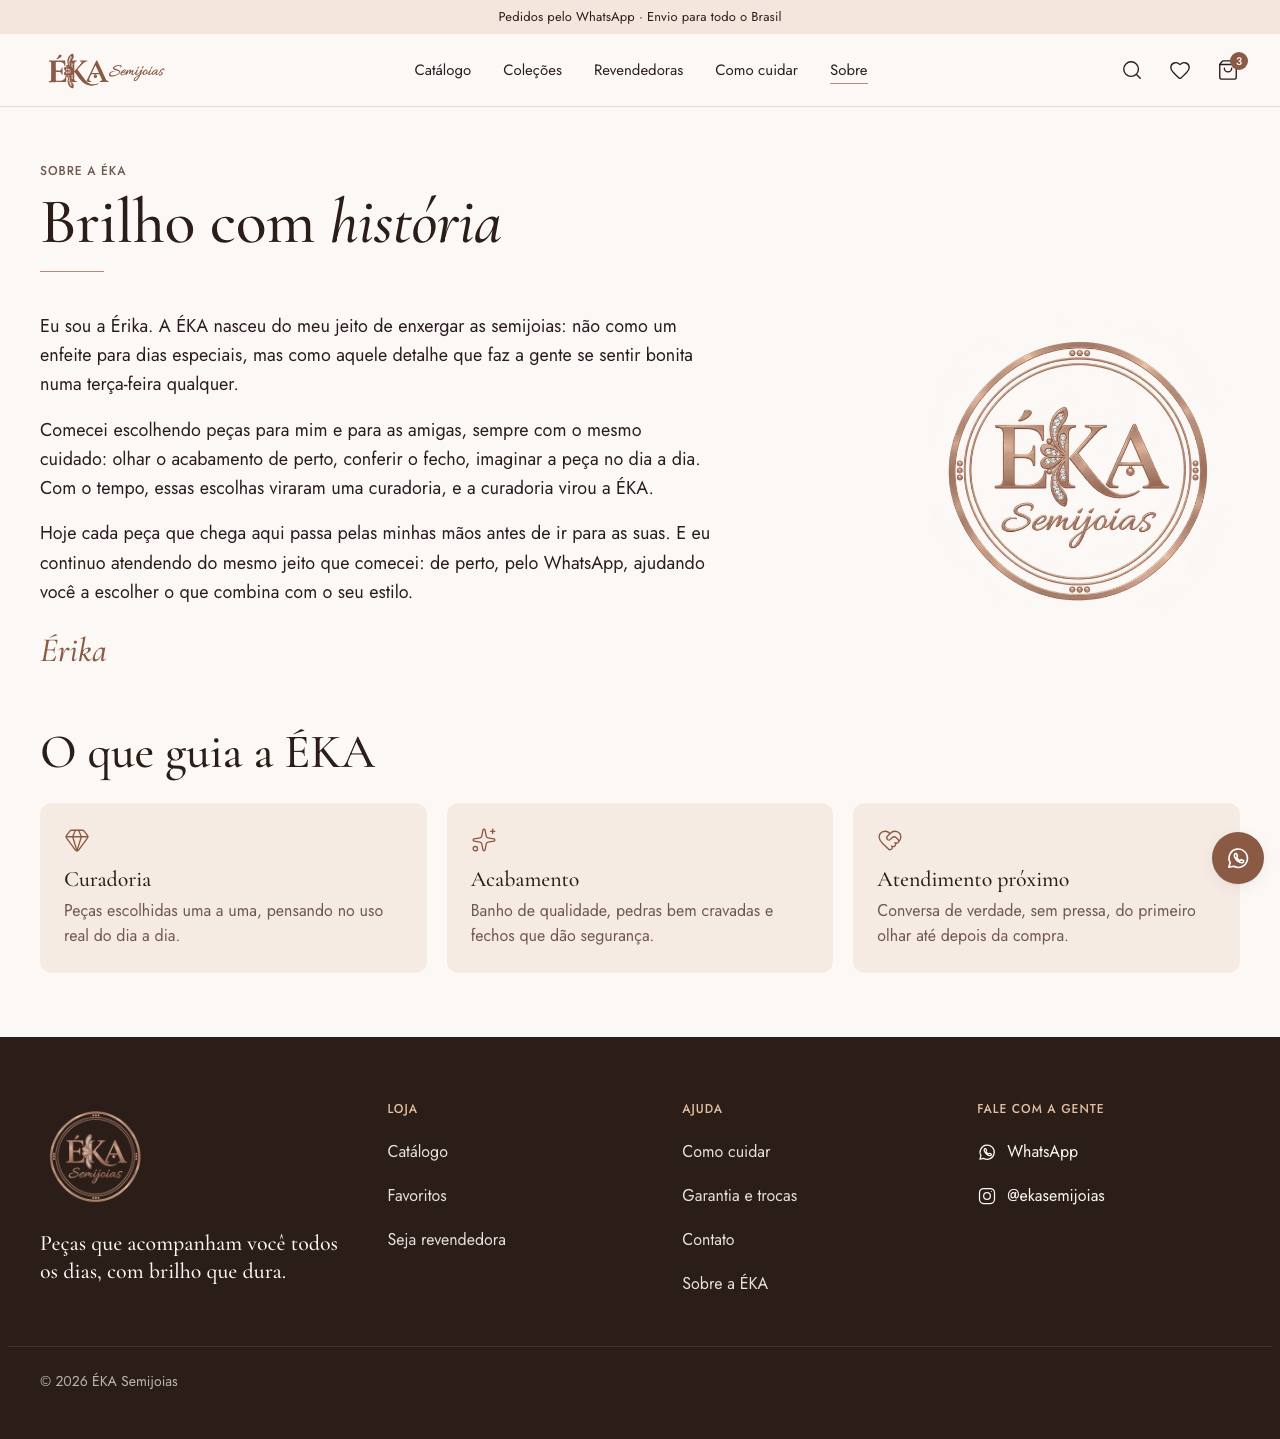 Pedidos pelo WhatsApp · Envio para todo o Brasil
ÉKA Semijoias
Catálogo
Coleções
Revendedoras
Como cuidar
Sobre
3
SOBRE A ÉKA
Brilho com história
Eu sou a Érika. A ÉKA nasceu do meu jeito de enxergar as semijoias: não como um
enfeite para dias especiais, mas como aquele detalhe que faz a gente se sentir bonita
numa terça-feira qualquer.
Comecei escolhendo peças para mim e para as amigas, sempre com o mesmo
cuidado: olhar o acabamento de perto, conferir o fecho, imaginar a peça no dia a dia.
Com o tempo, essas escolhas viraram uma curadoria, e a curadoria virou a ÉKA.
Hoje cada peça que chega aqui passa pelas minhas mãos antes de ir para as suas. E eu
continuo atendendo do mesmo jeito que comecei: de perto, pelo WhatsApp, ajudando
você a escolher o que combina com o seu estilo.
Érika
ÉKA
Semijoias
O que guia a ÉKA
Curadoria
Peças escolhidas uma a uma, pensando no uso
real do dia a dia.
Acabamento
Banho de qualidade, pedras bem cravadas e
fechos que dão segurança.
Atendimento próximo
Conversa de verdade, sem pressa, do primeiro
olhar até depois da compra.
ÉKA
Semijoias
Peças que acompanham você todos
os dias, com brilho que dura.
LOJA
Catálogo
Favoritos
Seja revendedora
AJUDA
Como cuidar
Garantia e trocas
Contato
Sobre a ÉKA
FALE COM A GENTE
WhatsApp
@ekasemijoias
© 2026 ÉKA Semijoias